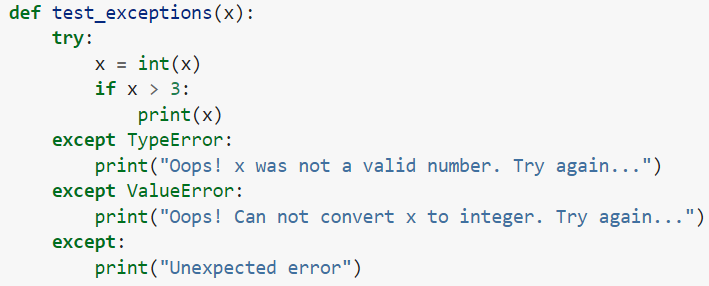 def test_exceptions(x):
    try:
        x = int(x)
        if x > 3:
            print(x)
    except TypeError:
        print("Oops! x was not a valid number. Try again...")
    except ValueError:
        print("Oops! Can not convert x to integer. Try again...")
    except:
        print("Unexpected error")